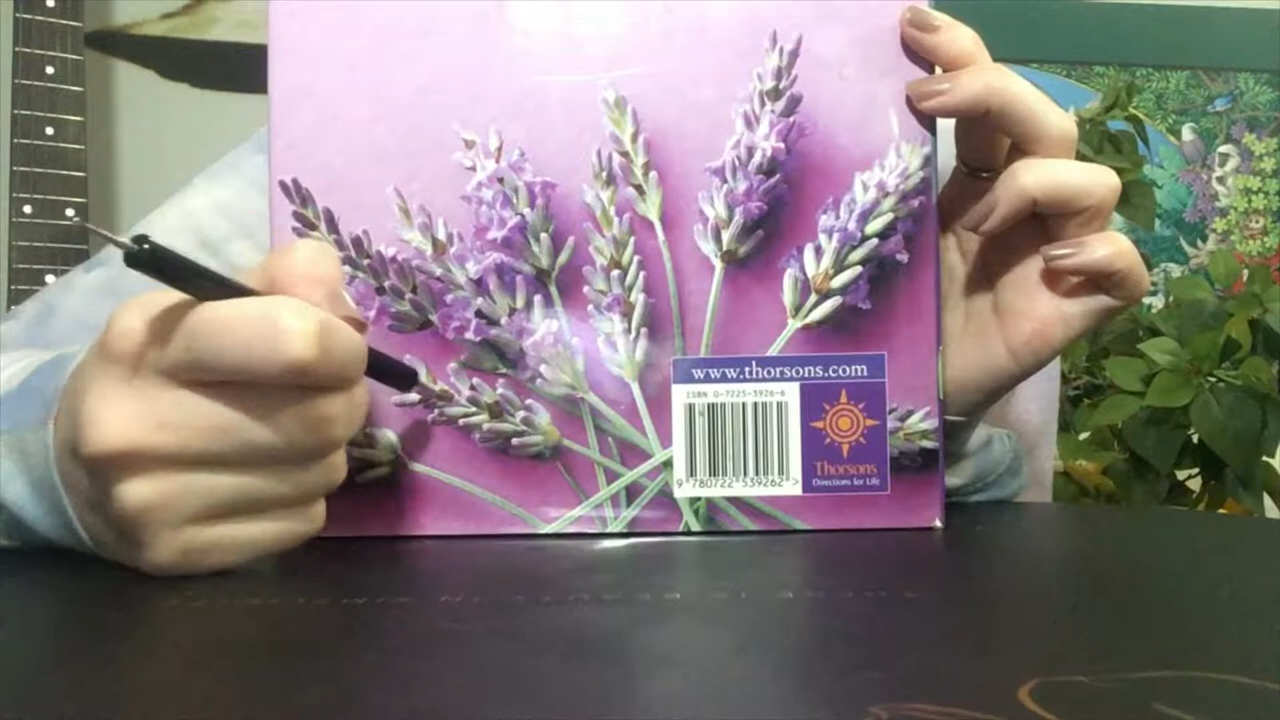 www.thorsons.com
ISBN 0-7225-3926-6
9 780722 539262 >
Thorsons
Directions for Life